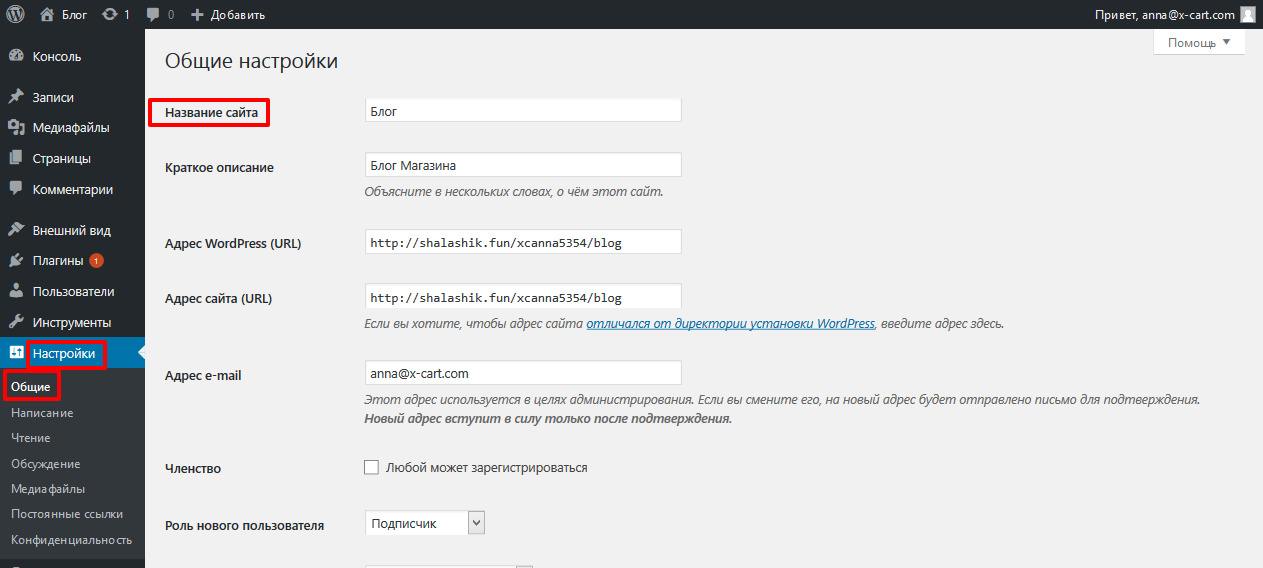 Блог 1 0 Добавить Привет, anna@x-cart.com
Помощь
Консоль
Записи
Медиафайлы
Страницы
Комментарии
Внешний вид
Плагины 1
Пользователи
Инструменты
Настройки
Общие
Написание
Чтение
Обсуждение
Медиафайлы
Постоянные ссылки
Конфиденциальность
Общие настройки
Название сайта Блог
Краткое описание Блог Магазина
Объясните в нескольких словах, о чём этот сайт.
Адрес WordPress (URL) http://shalashik.fun/xcanna5354/blog
Адрес сайта (URL) http://shalashik.fun/xcanna5354/blog
Если вы хотите, чтобы адрес сайта отличался от директории установки WordPress, введите адрес здесь.
Адрес e-mail anna@x-cart.com
Этот адрес используется в целях администрирования. Если вы смените его, на новый адрес будет отправлено письмо для подтверждения.
Новый адрес вступит в силу только после подтверждения.
Членство Любой может зарегистрироваться
Роль нового пользователя Подписчик